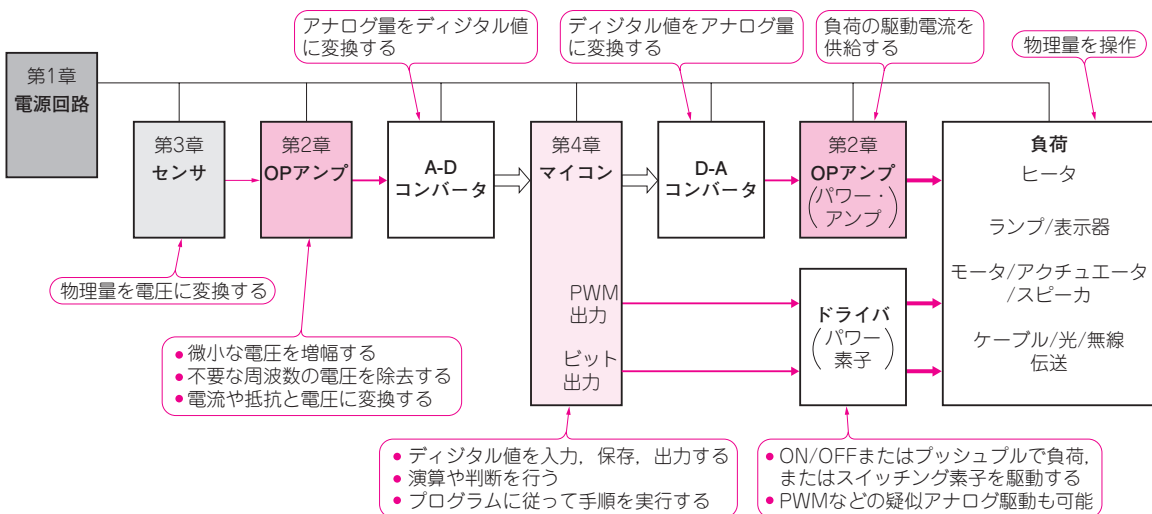 アナログ量をディジタル値
に変換する
ディジタル値をアナログ量
に変換する
負荷の駆動電流を
供給する
物理量を操作
第1章
電源回路
第3章
センサ
第2章
OPアンプ
A-D
コンバータ
第4章
マイコン
D-A
コンバータ
第2章
OPアンプ
(パワー・
アンプ)
負荷
ヒータ
ランプ/表示器
モータ/アクチュエータ
/スピーカ
ケーブル/光/無線
伝送
物理量を電圧に変換する
PWM
出力
ビット
出力
ドライバ
(パワー
素子)
● 微小な電圧を増幅する
● 不要な周波数の電圧を除去する
● 電流や抵抗と電圧に変換する
● ディジタル値を入力，保存，出力する
● 演算や判断を行う
● プログラムに従って手順を実行する
● ON/OFFまたはプッシュプルで負荷，
またはスイッチング素子を駆動する
● PWMなどの疑似アナログ駆動も可能